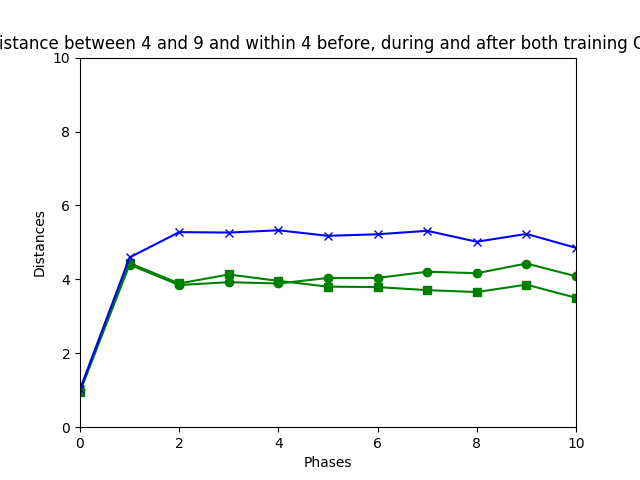 istance between 4 and 9 and within 4 before, during and after both training
10
8
6
4
2
0
Distances
0 2 4 6 8 10
Phases